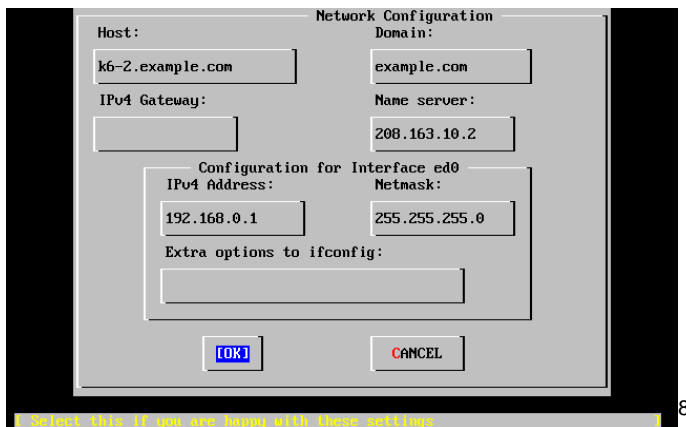 Network Configuration
Host: Domain:
k6-2.example.com example.com
IPv4 Gateway: Name server:
208.163.10.2
Configuration for Interface ed0
IPv4 Address: Netmask:
192.168.0.1 255.255.255.0
Extra options to ifconfig:
[OK] CANCEL
[ Select this if you are happy with these settings ]
8